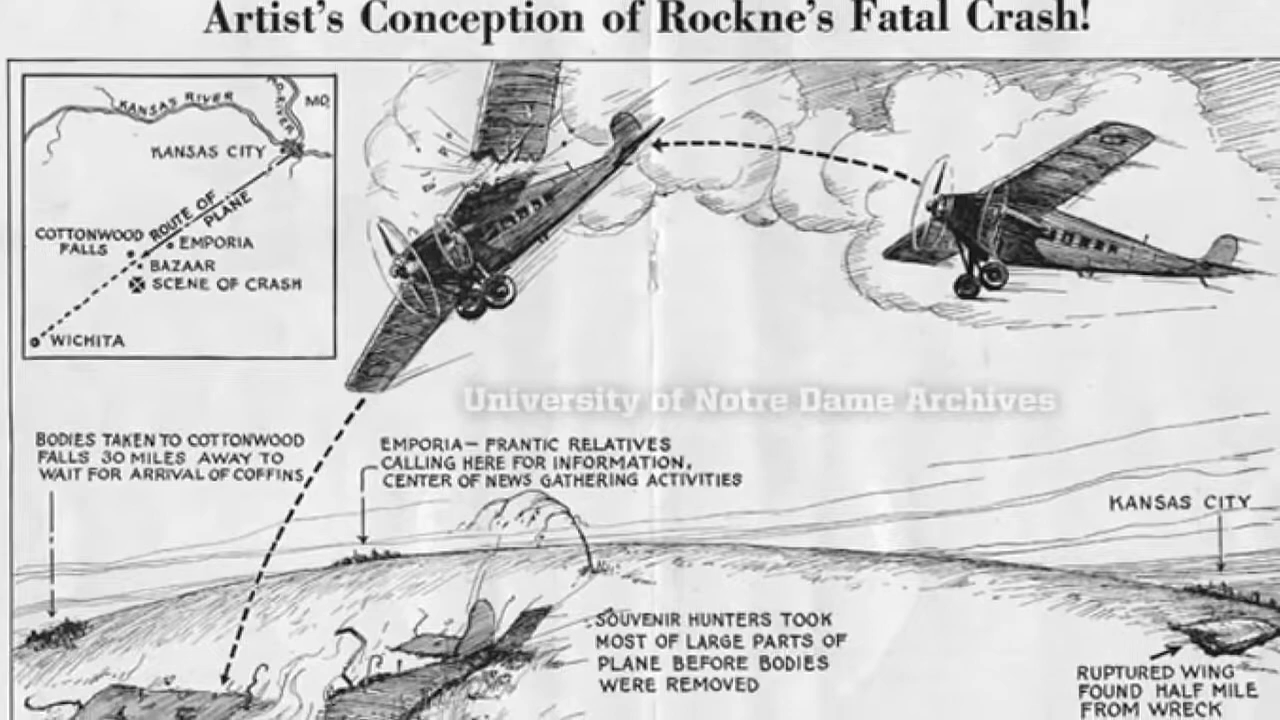 Artist's Conception of Rockne's Fatal Crash!
KANSAS RIVER
RIVER
MO.
KANSAS CITY
ROUTE OF
PLANE
COTTONWOOD
FALLS
EMPORIA
BAZAAR
SCENE OF CRASH
WICHITA
University of Notre Dame Archives
BODIES TAKEN TO COTTONWOOD
FALLS 30 MILES AWAY TO
WAIT FOR ARRIVAL OF COFFINS
EMPORIA — PRANTIC RELATIVES
CALLING HERE FOR INFORMATION,
CENTER OF NEWS GATHERING ACTIVITIES
KANSAS CITY
SOUVENIR HUNTERS TOOK
MOST OF LARGE PARTS OF
PLANE BEFORE BODIES
WERE REMOVED
RUPTURED WING
FOUND HALF MILE
FROM WRECK